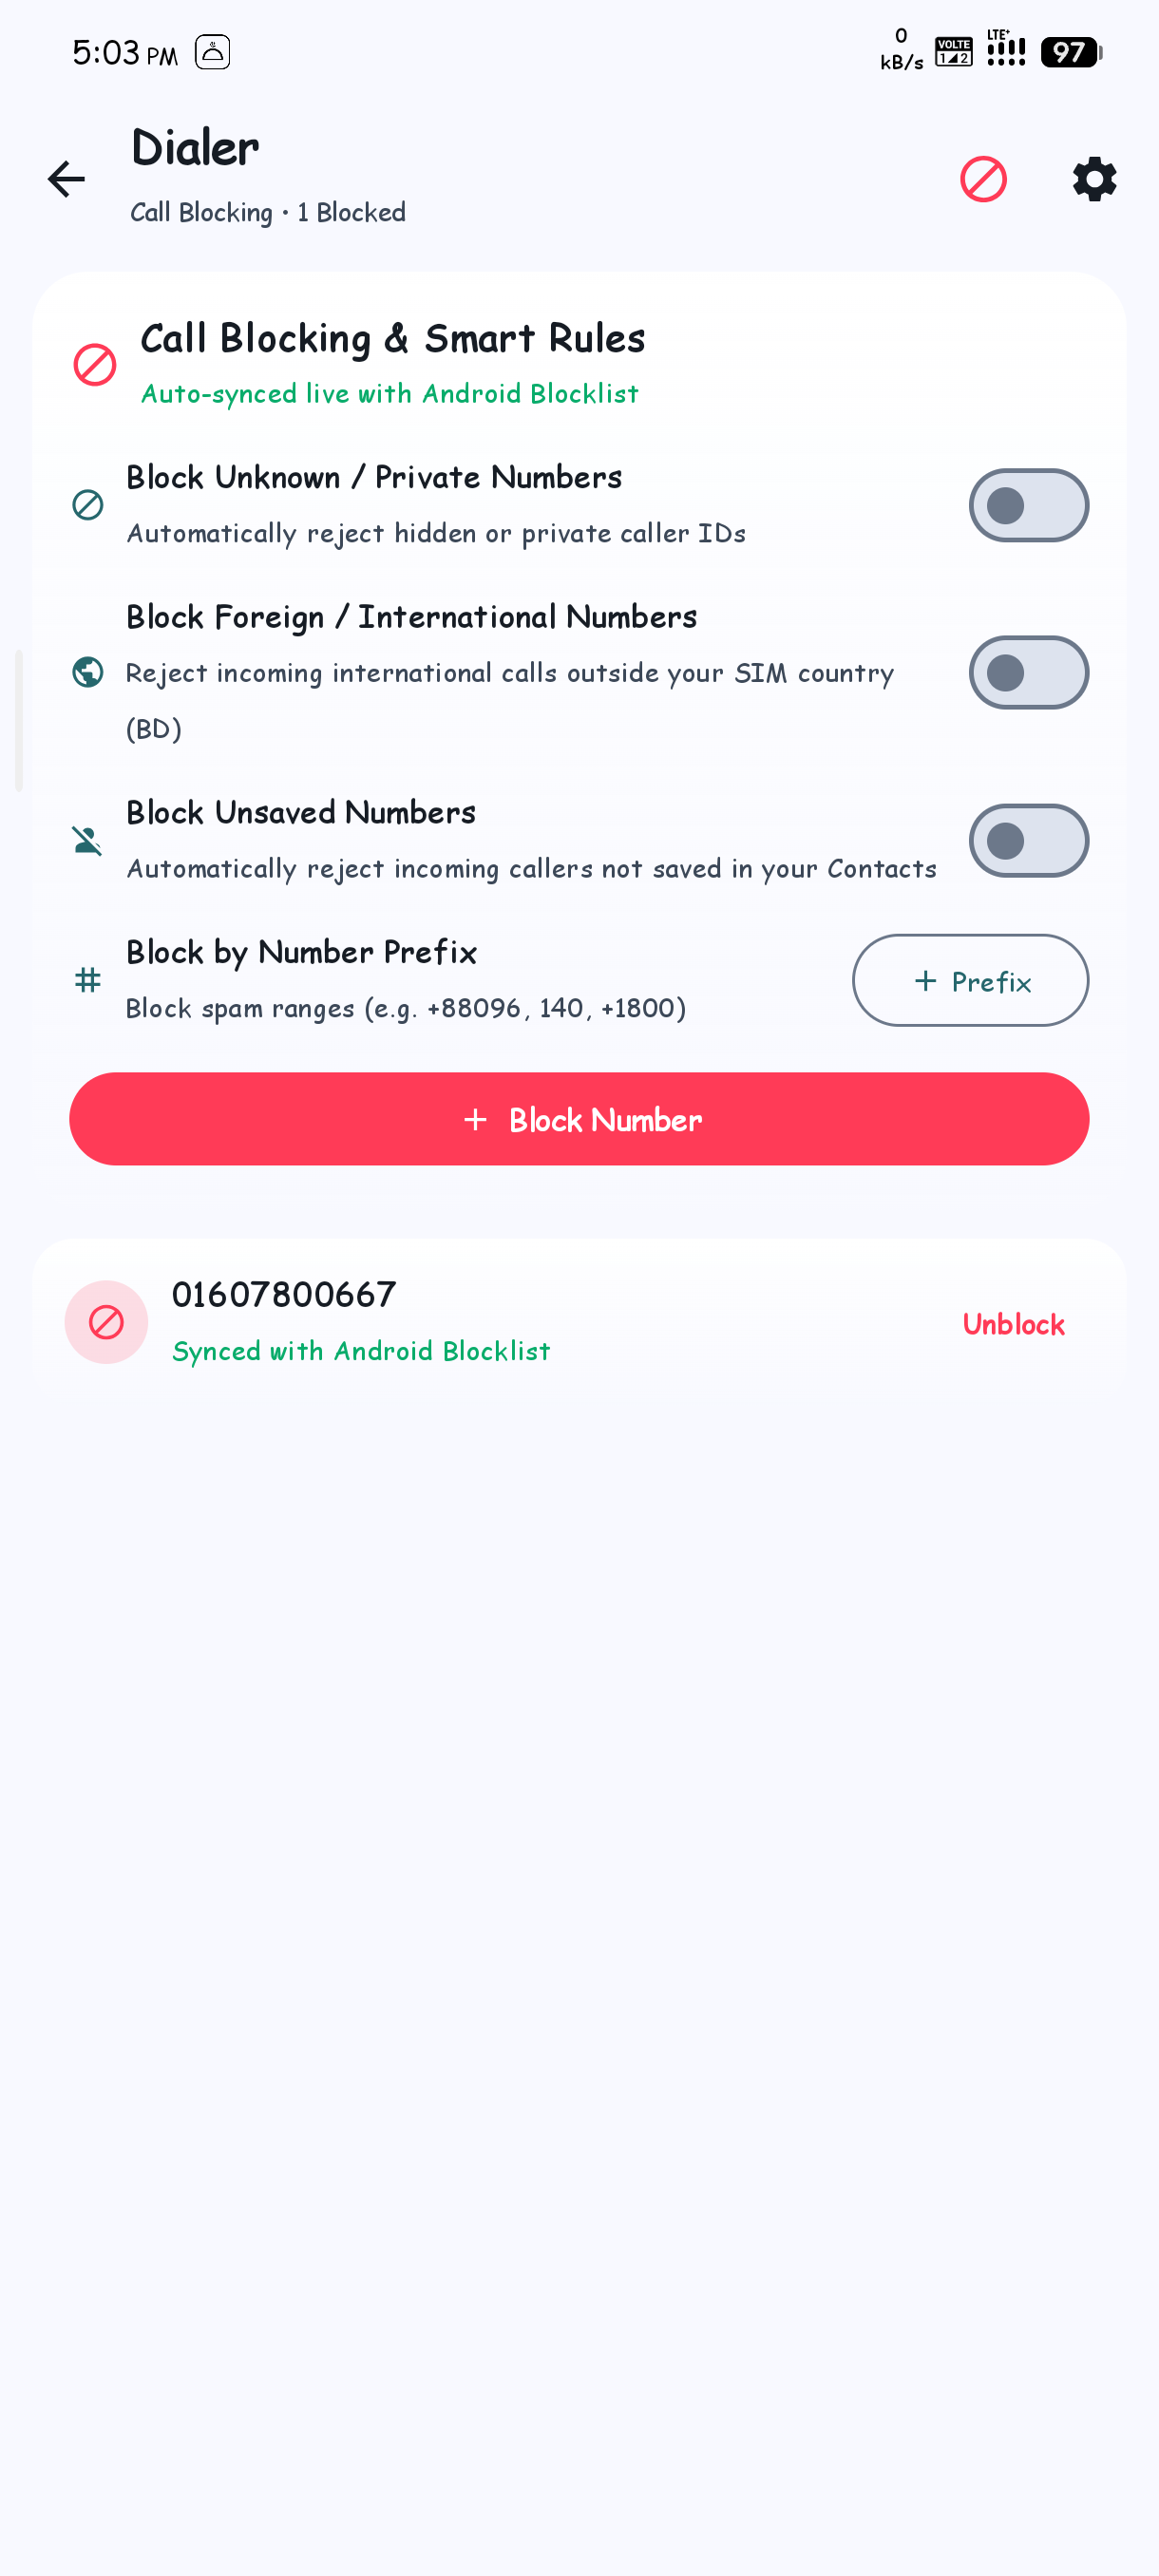 5:03 PM
0
kB/s
VOLTE
1 2
LTE+
97
Dialer
Call Blocking • 1 Blocked
Call Blocking & Smart Rules
Auto-synced live with Android Blocklist
Block Unknown / Private Numbers
Automatically reject hidden or private caller IDs
Block Foreign / International Numbers
Reject incoming international calls outside your SIM country
(BD)
Block Unsaved Numbers
Automatically reject incoming callers not saved in your Contacts
Block by Number Prefix
Block spam ranges (e.g. +88096, 140, +1800)
+ Prefix
+ Block Number
01607800667
Synced with Android Blocklist
Unblock